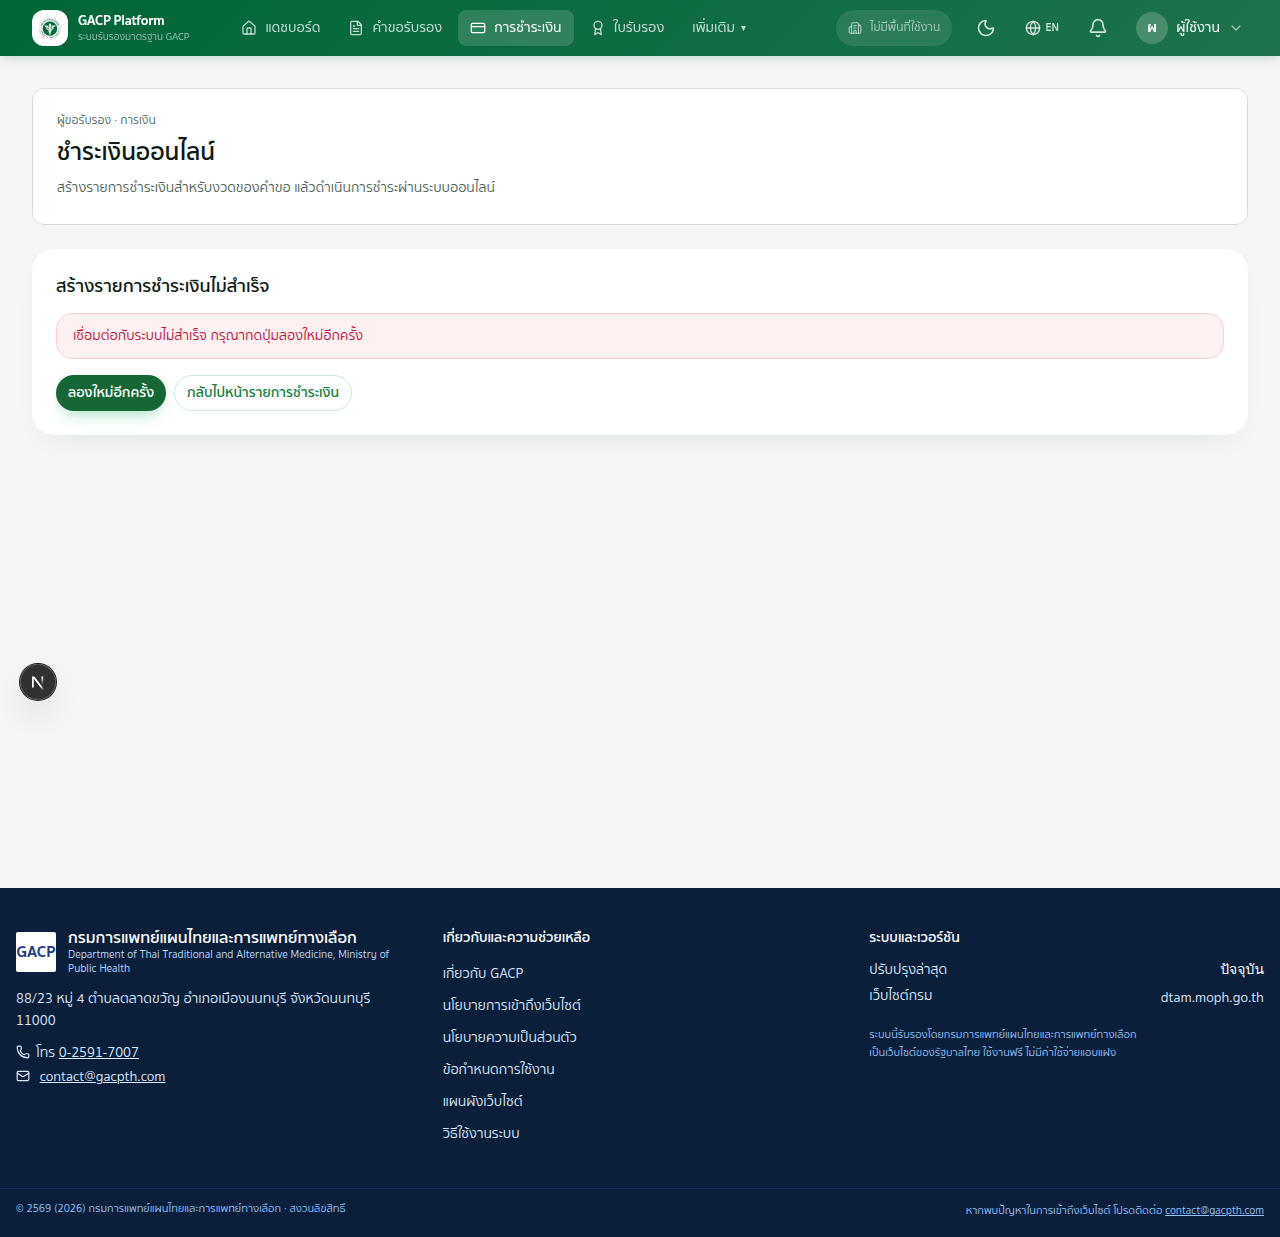 GACP Platform
ระบบรับรองมาตรฐาน GACP
แดชบอร์ด
คำขอรับรอง
การชำระเงิน
ใบรับรอง
เพิ่มเติม ▾
ไม่มีพื้นที่ใช้งาน
EN
ผ
ผู้ใช้งาน
ผู้ขอรับรอง · การเงิน
ชำระเงินออนไลน์
สร้างรายการชำระเงินสำหรับงวดของคำขอ แล้วดำเนินการชำระผ่านระบบออนไลน์
สร้างรายการชำระเงินไม่สำเร็จ
เชื่อมต่อกับระบบไม่สำเร็จ กรุณากดปุ่มลองใหม่อีกครั้ง
ลองใหม่อีกครั้ง
กลับไปหน้ารายการชำระเงิน
N
GACP
กรมการแพทย์แผนไทยและการแพทย์ทางเลือก
Department of Thai Traditional and Alternative Medicine, Ministry of
Public Health
88/23 หมู่ 4 ตำบลตลาดขวัญ อำเภอเมืองนนทบุรี จังหวัดนนทบุรี
11000
โทร 0-2591-7007
contact@gacpth.com
เกี่ยวกับและความช่วยเหลือ
เกี่ยวกับ GACP
นโยบายการเข้าถึงเว็บไซต์
นโยบายความเป็นส่วนตัว
ข้อกำหนดการใช้งาน
แผนผังเว็บไซต์
วิธีใช้งานระบบ
ระบบและเวอร์ชัน
ปรับปรุงล่าสุด
ปัจจุบัน
เว็บไซต์กรม
dtam.moph.go.th
ระบบนี้รับรองโดยกรมการแพทย์แผนไทยและการแพทย์ทางเลือก
เป็นเว็บไซต์ของรัฐบาลไทย ใช้งานฟรี ไม่มีค่าใช้จ่ายแอบแฝง
© 2569 (2026) กรมการแพทย์แผนไทยและการแพทย์ทางเลือก · สงวนลิขสิทธิ์
หากพบปัญหาในการเข้าถึงเว็บไซต์ โปรดติดต่อ contact@gacpth.com